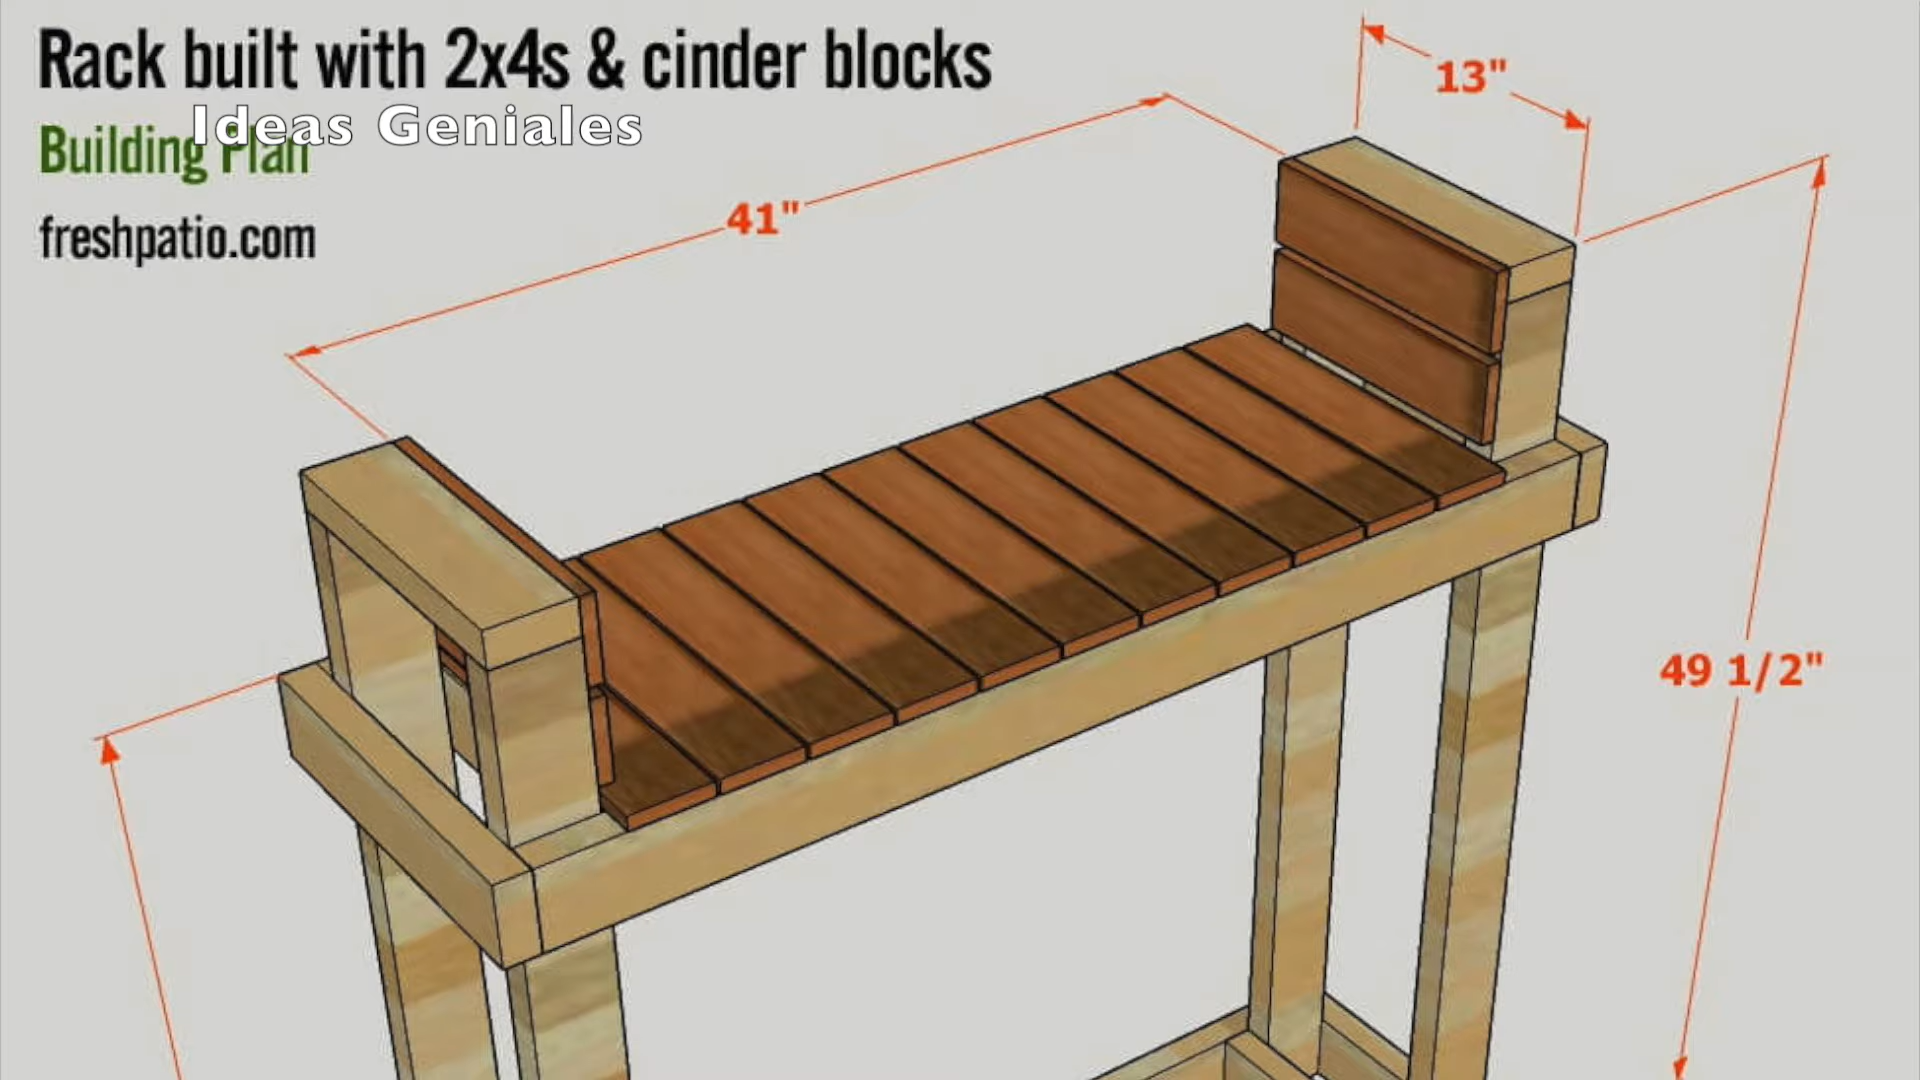 Rack built with 2x4s & cinder blocks
Ideas Geniales
Building Plan
freshpatio.com
13"
41"
49 1/2"